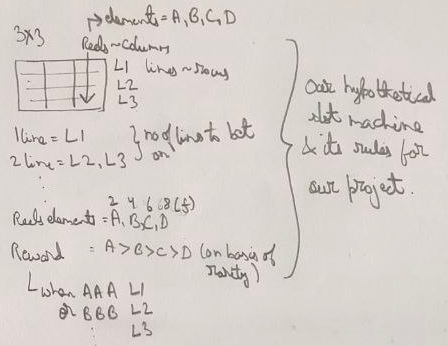 3x3
→ elements = A, B, C, D
Reels ~ columns
L1 lines ~ rows
L2
L3
1 line = L1
2 line = L2, L3
} no of lines to bet on
⋮
2 4 6 8 (f)
Reels elements = A, B, C, D
Reward = A > B > C > D (on basis of rarity)
when AAA L1
or BBB L2
⋮ L3
Our hypothetical
slot machine
& its rules for
our project.